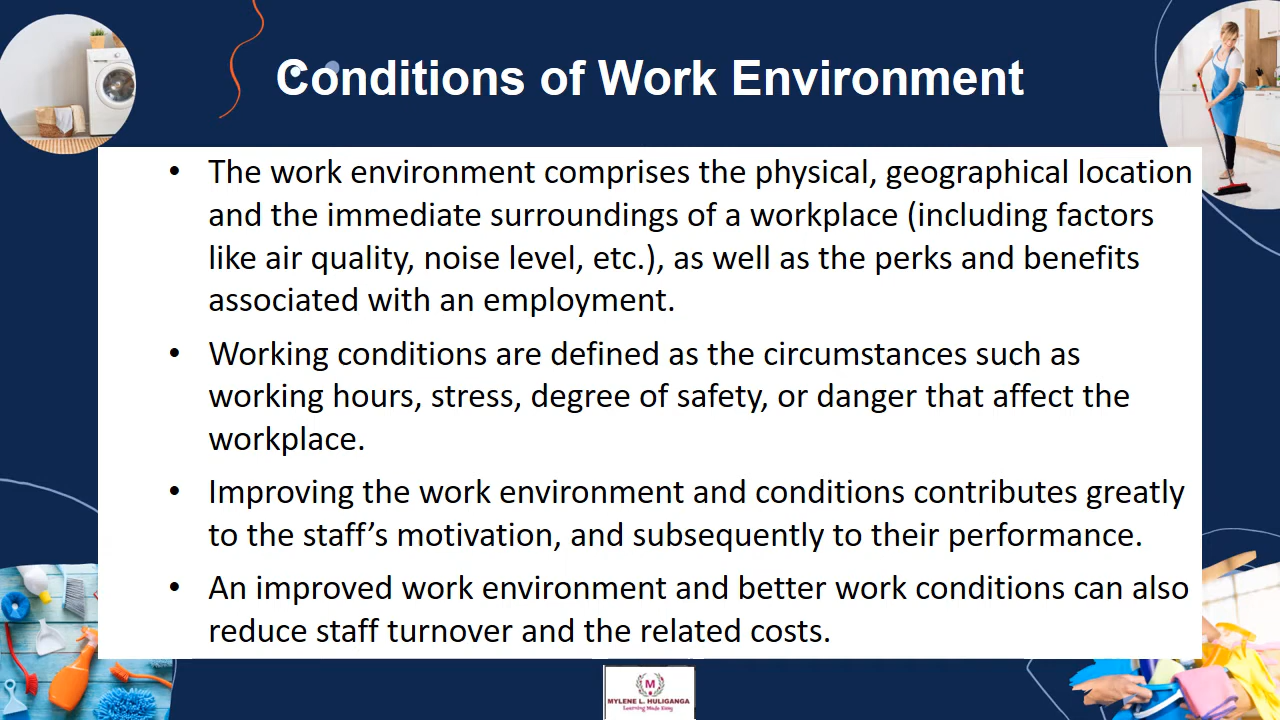 Conditions of Work Environment
• The work environment comprises the physical, geographical location
and the immediate surroundings of a workplace (including factors
like air quality, noise level, etc.), as well as the perks and benefits
associated with an employment.
• Working conditions are defined as the circumstances such as
working hours, stress, degree of safety, or danger that affect the
workplace.
• Improving the work environment and conditions contributes greatly
to the staff’s motivation, and subsequently to their performance.
• An improved work environment and better work conditions can also
reduce staff turnover and the related costs.
M
MYLENE L. HULIGANGA
Learning Made Easy